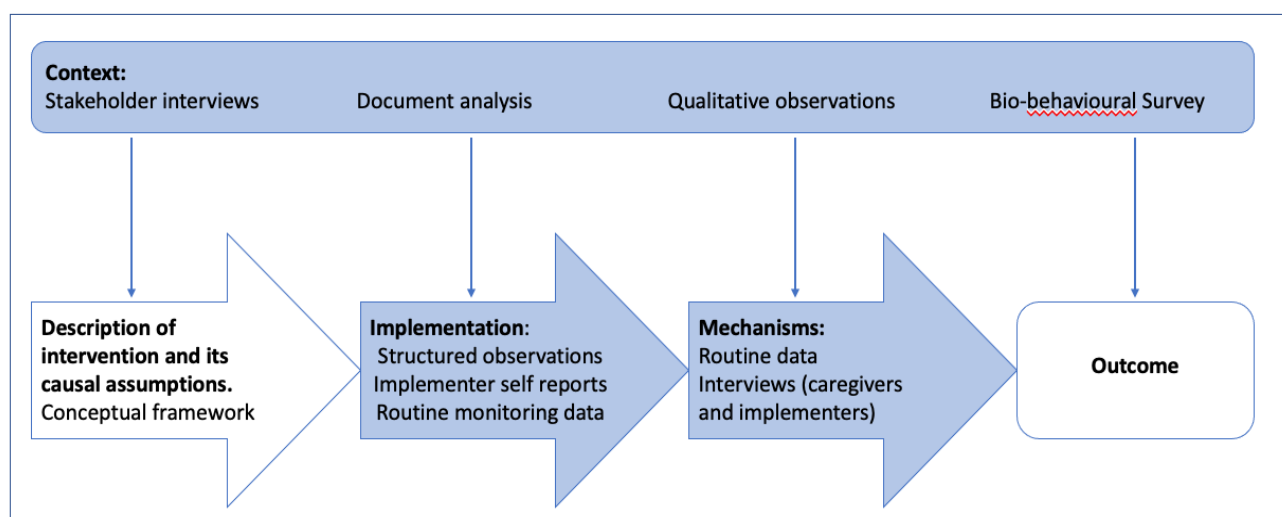 Context:
Stakeholder interviews Document analysis Qualitative observations Bio-behavioural Survey
Description of
intervention and its
causal assumptions.
Conceptual framework
Implementation:
Structured observations
Implementer self reports
Routine monitoring data
Mechanisms:
Routine data
Interviews (caregivers
and implementers)
Outcome